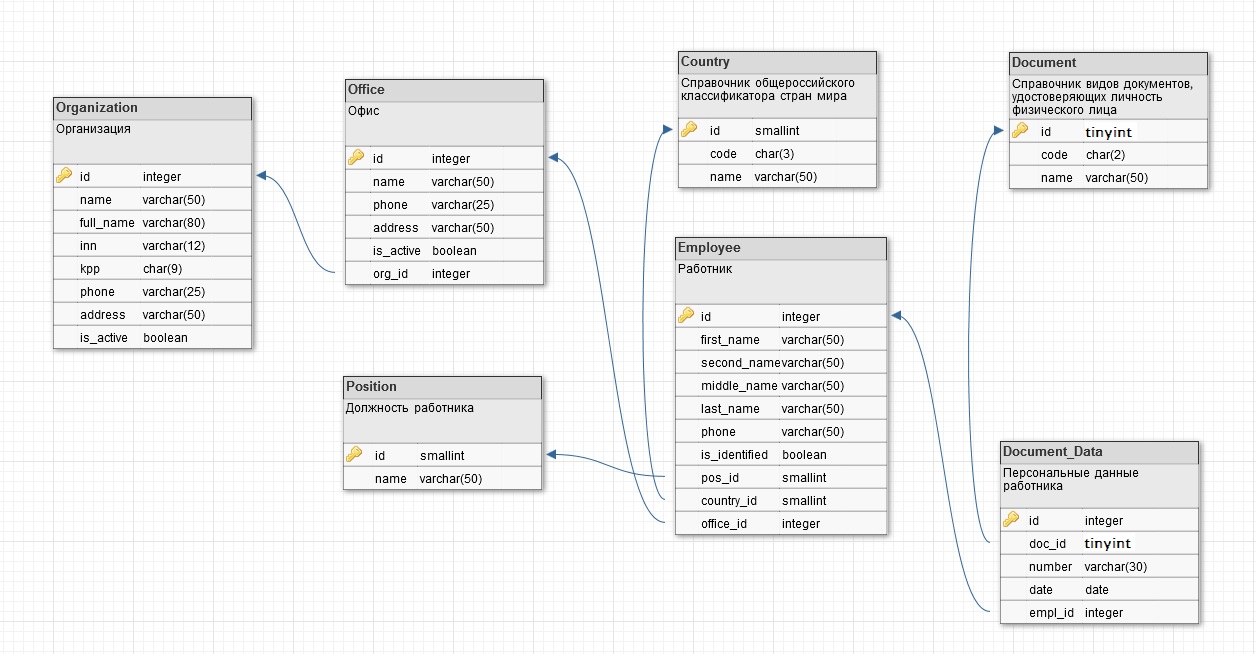 Organization
Организация
id integer
name varchar(50)
full_name varchar(80)
inn varchar(12)
kpp char(9)
phone varchar(25)
address varchar(50)
is_active boolean
Office
Офис
id integer
name varchar(50)
phone varchar(25)
address varchar(50)
is_active boolean
org_id integer
Position
Должность работника
id smallint
name varchar(50)
Country
Справочник общероссийского
классификатора стран мира
id smallint
code char(3)
name varchar(50)
Employee
Работник
id integer
first_name varchar(50)
second_name varchar(50)
middle_name varchar(50)
last_name varchar(50)
phone varchar(50)
is_identified boolean
pos_id smallint
country_id smallint
office_id integer
Document
Справочник видов документов,
удостоверяющих личность
физического лица
id tinyint
code char(2)
name varchar(50)
Document_Data
Персональные данные
работника
id integer
doc_id tinyint
number varchar(30)
date date
empl_id integer